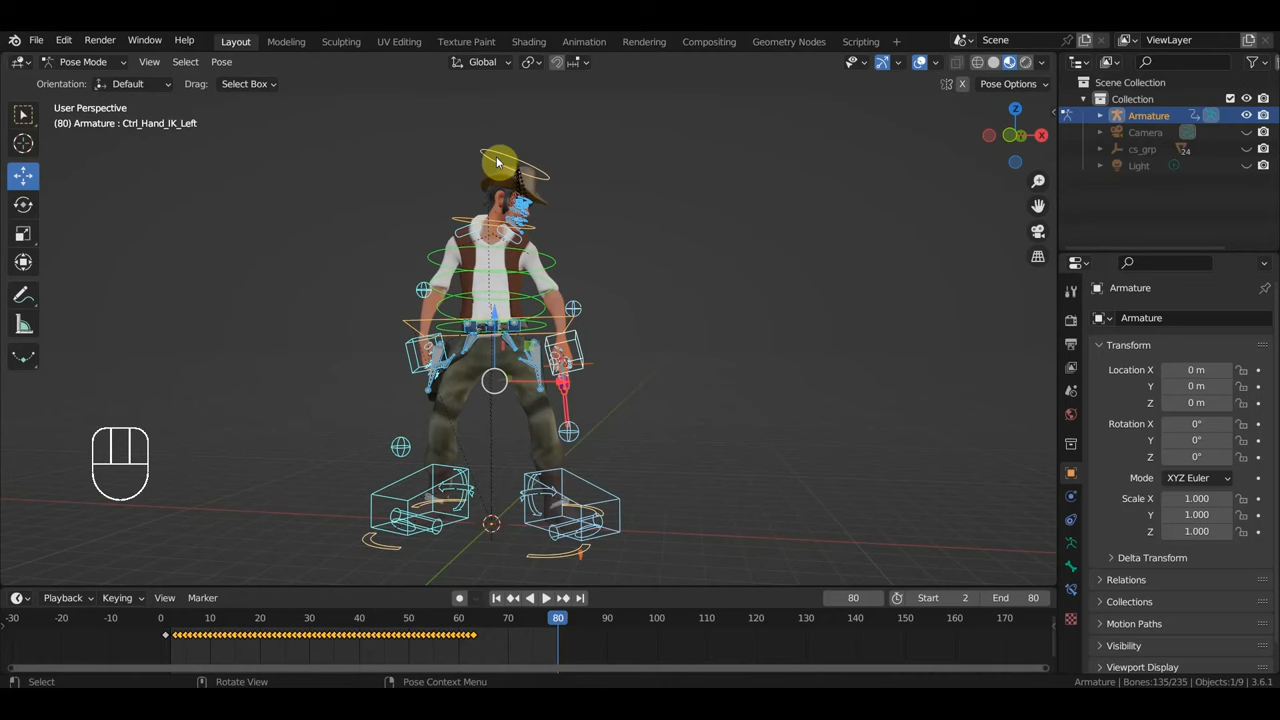 File Edit Render Window Help
Layout Modeling Sculpting UV Editing Texture Paint Shading Animation Rendering Compositing Geometry Nodes Scripting +
Scene
ViewLayer
Pose Mode View Select Pose
Global
Orientation: Default Drag: Select Box
X Pose Options
User Perspective
(80) Armature : Ctrl_Hand_IK_Left
Z
X
Scene Collection
Collection
Armature
Camera
cs_grp
24
Light
Armature
Armature
Transform
Location X 0 m
Y 0 m
Z 0 m
Rotation X 0°
Y 0°
Z 0°
Mode XYZ Euler
Scale X 1.000
Y 1.000
Z 1.000
Delta Transform
Relations
Collections
Motion Paths
Visibility
Viewport Display
Playback Keying View Marker
80 Start 2 End 80
-30 -20 -10 0 10 20 30 40 50 60 70 80 90 100 110 120 130 140 150 160 170
Select Rotate View Pose Context Menu
Armature | Bones:135/235 | Objects:1/9 | 3.6.1